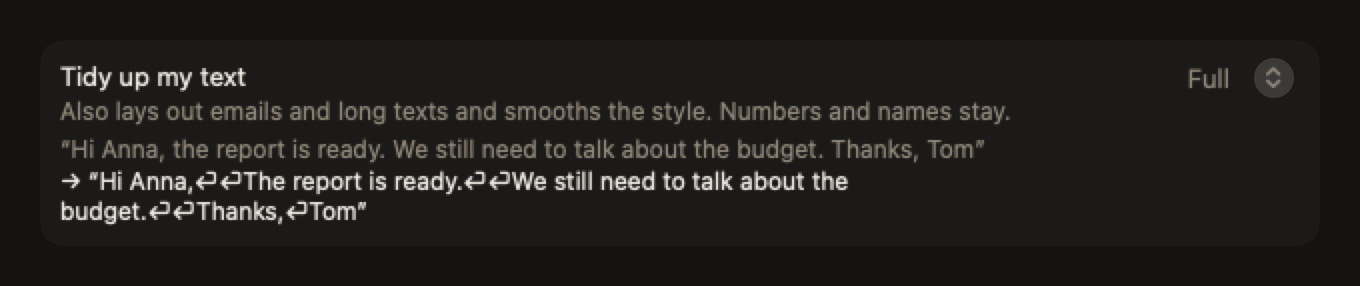 Tidy up my text
Full
Also lays out emails and long texts and smooths the style. Numbers and names stay.
“Hi Anna, the report is ready. We still need to talk about the budget. Thanks, Tom”
→ “Hi Anna,↩↩The report is ready.↩↩We still need to talk about the
budget.↩↩Thanks,↩Tom”